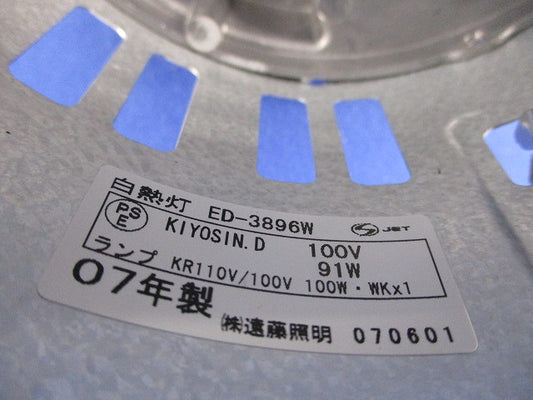 白熱灯 ED-3896W
PS E KIYOSIN.D 100V JET
91W
ランプ KR110V/100V 100W・WKx1
07年製 ㈱遠藤照明 070601